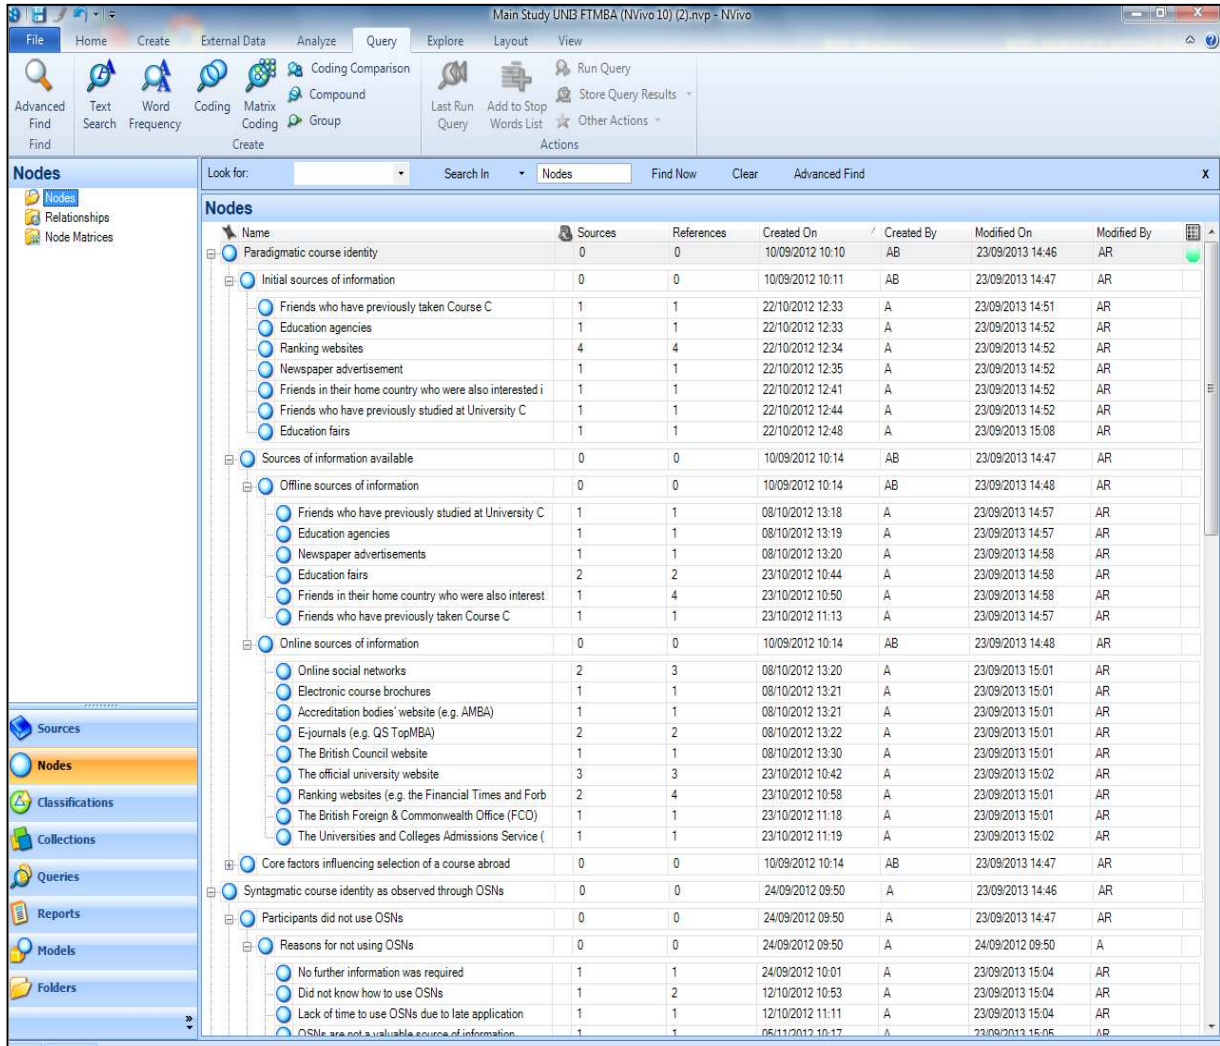 Main Study UNI3 FTMBA (NVivo 10) (2).nvp - NVivo
File Home Create External Data Analyze Query Explore Layout View
Advanced Find
Text Search
Word Frequency
Coding
Matrix Coding
Coding Comparison
Compound
Group
Last Run Query
Add to Stop Words List
Run Query
Store Query Results
Other Actions
Find Create Actions
Nodes
Nodes
Relationships
Node Matrices
Sources
Nodes
Classifications
Collections
Queries
Reports
Models
Folders
Look for: Search In Nodes Find Now Clear Advanced Find X
Nodes
Name Sources References Created On Created By Modified On Modified By
Paradigmatic course identity 0 0 10/09/2012 10:10 AB 23/09/2013 14:46 AR
Initial sources of information 0 0 10/09/2012 10:11 AB 23/09/2013 14:47 AR
Friends who have previously taken Course C 1 1 22/10/2012 12:33 A 23/09/2013 14:51 AR
Education agencies 1 1 22/10/2012 12:33 A 23/09/2013 14:52 AR
Ranking websites 4 4 22/10/2012 12:34 A 23/09/2013 14:52 AR
Newspaper advertisement 1 1 22/10/2012 12:35 A 23/09/2013 14:52 AR
Friends in their home country who were also interested i 1 1 22/10/2012 12:41 A 23/09/2013 14:52 AR
Friends who have previously studied at University C 1 1 22/10/2012 12:44 A 23/09/2013 14:52 AR
Education fairs 1 1 22/10/2012 12:48 A 23/09/2013 15:08 AR
Sources of information available 0 0 10/09/2012 10:14 AB 23/09/2013 14:47 AR
Offline sources of information 0 0 10/09/2012 10:14 AB 23/09/2013 14:48 AR
Friends who have previously studied at University C 1 1 08/10/2012 13:18 A 23/09/2013 14:57 AR
Education agencies 1 1 08/10/2012 13:19 A 23/09/2013 14:57 AR
Newspaper advertisements 1 1 08/10/2012 13:20 A 23/09/2013 14:58 AR
Education fairs 2 2 23/10/2012 10:44 A 23/09/2013 14:58 AR
Friends in their home country who were also interest 1 4 23/10/2012 10:50 A 23/09/2013 14:58 AR
Friends who have previously taken Course C 1 1 23/10/2012 11:13 A 23/09/2013 14:57 AR
Online sources of information 0 0 10/09/2012 10:14 AB 23/09/2013 14:48 AR
Online social networks 2 3 08/10/2012 13:20 A 23/09/2013 15:01 AR
Electronic course brochures 1 1 08/10/2012 13:21 A 23/09/2013 15:01 AR
Accreditation bodies' website (e.g. AMBA) 1 1 08/10/2012 13:21 A 23/09/2013 15:01 AR
E-journals (e.g. QS TopMBA) 2 2 08/10/2012 13:22 A 23/09/2013 15:01 AR
The British Council website 1 1 08/10/2012 13:30 A 23/09/2013 15:01 AR
The official university website 3 3 23/10/2012 10:42 A 23/09/2013 15:02 AR
Ranking websites (e.g. the Financial Times and Forb 2 4 23/10/2012 10:58 A 23/09/2013 15:01 AR
The British Foreign & Commonwealth Office (FCO) 1 1 23/10/2012 11:18 A 23/09/2013 15:01 AR
The Universities and Colleges Admissions Service ( 1 1 23/10/2012 11:19 A 23/09/2013 15:02 AR
Core factors influencing selection of a course abroad 0 0 10/09/2012 10:14 AB 23/09/2013 14:47 AR
Syntagmatic course identity as observed through OSNs 0 0 24/09/2012 09:50 A 23/09/2013 14:46 AR
Participants did not use OSNs 0 0 24/09/2012 09:50 A 23/09/2013 14:47 AR
Reasons for not using OSNs 0 0 24/09/2012 09:50 A 24/09/2012 09:50 A
No further information was required 1 1 24/09/2012 10:01 A 23/09/2013 15:04 AR
Did not know how to use OSNs 1 2 12/10/2012 10:53 A 23/09/2013 15:04 AR
Lack of time to use OSNs due to late application 1 1 12/10/2012 11:11 A 23/09/2013 15:04 AR
OSNs are not a valuable source of information 1 1 05/11/2012 10:17 A 23/09/2013 15:05 AR